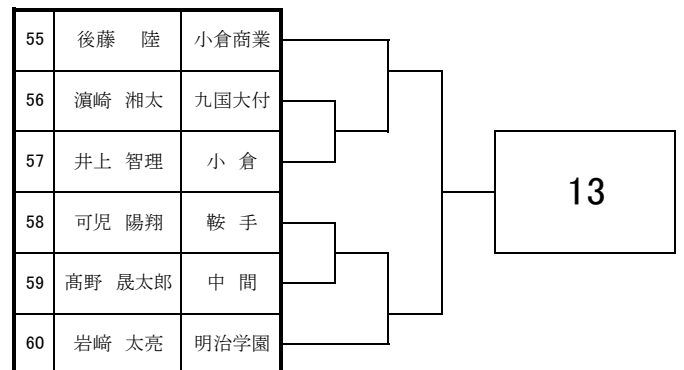 55 後藤 陸 小倉商業
56 濵崎 湘太 九国大付
57 井上 智理 小 倉
58 可児 陽翔 鞍 手
59 髙野 晟太郎 中 間
60 岩﨑 太亮 明治学園
13